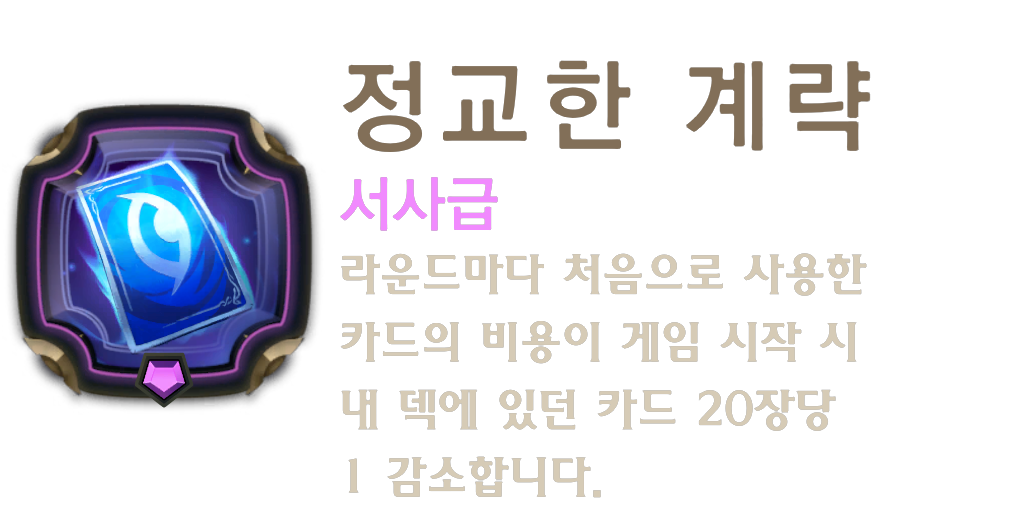 정교한 계략
서사급
라운드마다 처음으로 사용한
카드의 비용이 게임 시작 시
내 덱에 있던 카드 20장당
1 감소합니다.